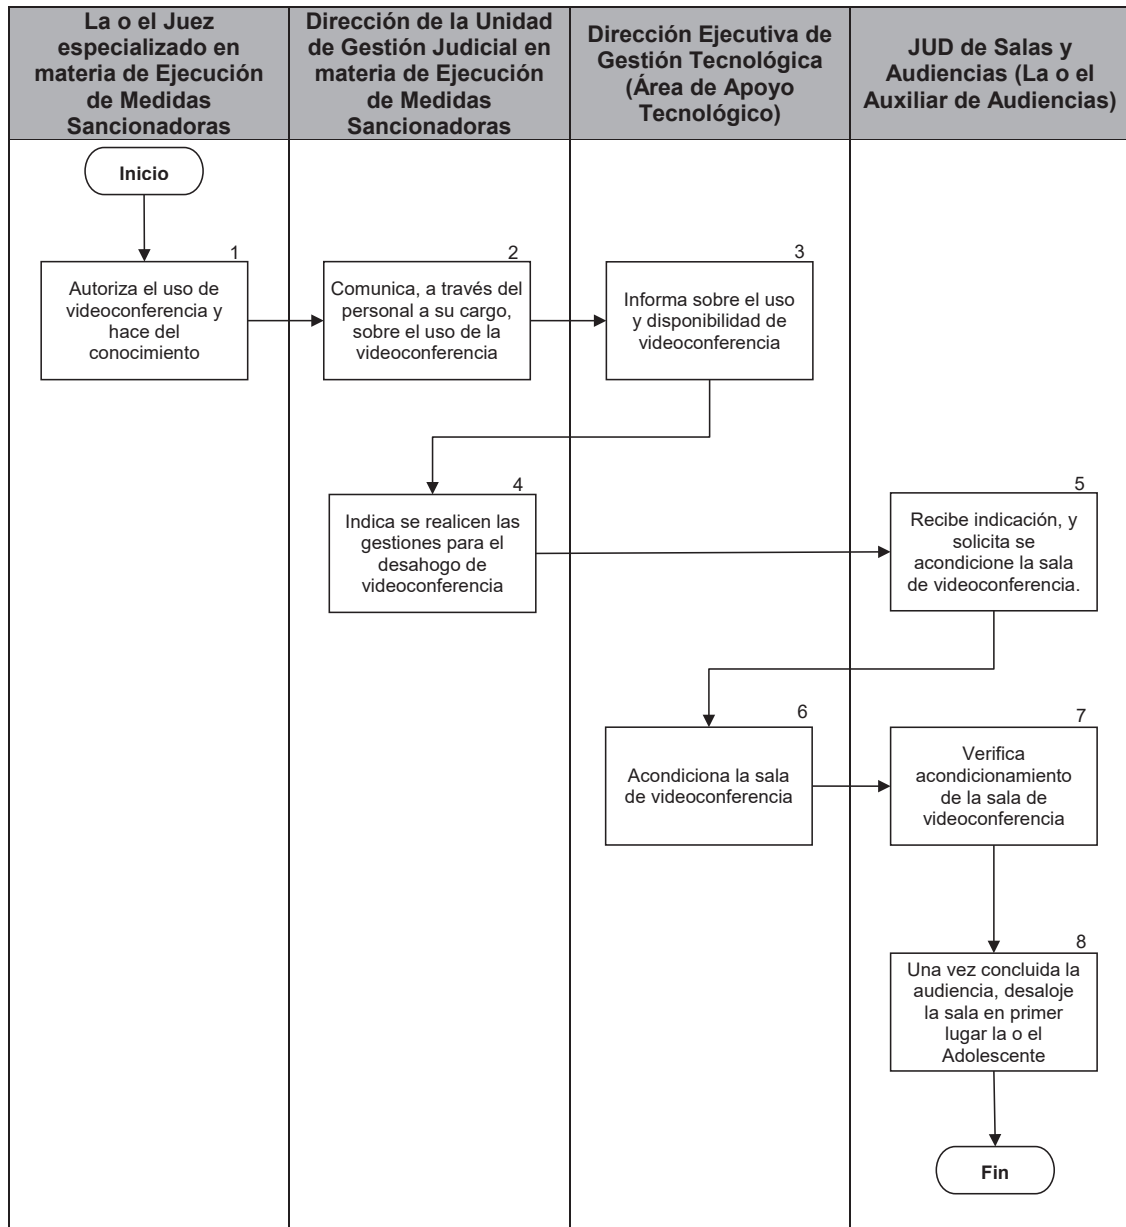 La o el Juez
especializado en
materia de Ejecución
de Medidas
Sancionadoras
Dirección de la Unidad
de Gestión Judicial en
materia de Ejecución
de Medidas
Sancionadoras
Dirección Ejecutiva de
Gestión Tecnológica
(Área de Apoyo
Tecnológico)
JUD de Salas y
Audiencias (La o el
Auxiliar de Audiencias)
Inicio
1
Autoriza el uso de
videoconferencia y
hace del
conocimiento
2
Comunica, a través del
personal a su cargo,
sobre el uso de la
videoconferencia
3
Informa sobre el uso
y disponibilidad de
videoconferencia
4
Indica se realicen las
gestiones para el
desahogo de
videoconferencia
5
Recibe indicación, y
solicita se
acondicione la sala
de videoconferencia.
6
Acondiciona la sala
de videoconferencia
7
Verifica
acondicionamiento
de la sala de
videoconferencia
8
Una vez concluida la
audiencia, desaloje
la sala en primer
lugar la o el
Adolescente
Fin